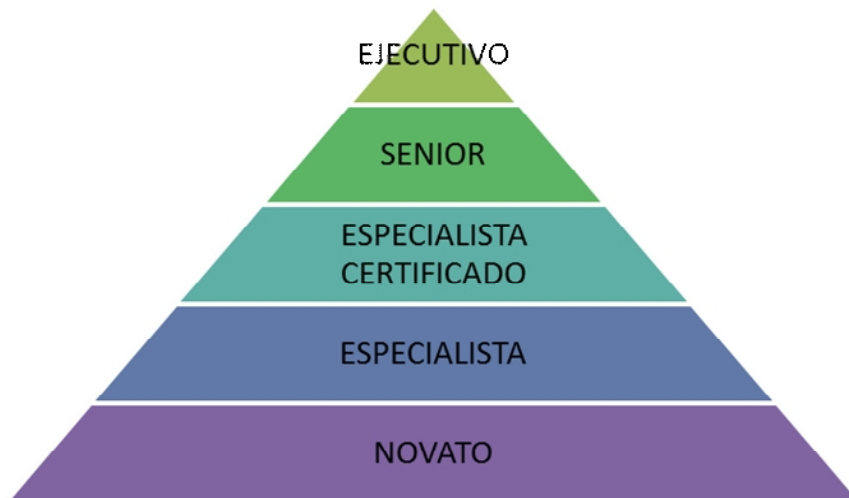 EJECUTIVO
SENIOR
ESPECIALISTA
CERTIFICADO
ESPECIALISTA
NOVATO